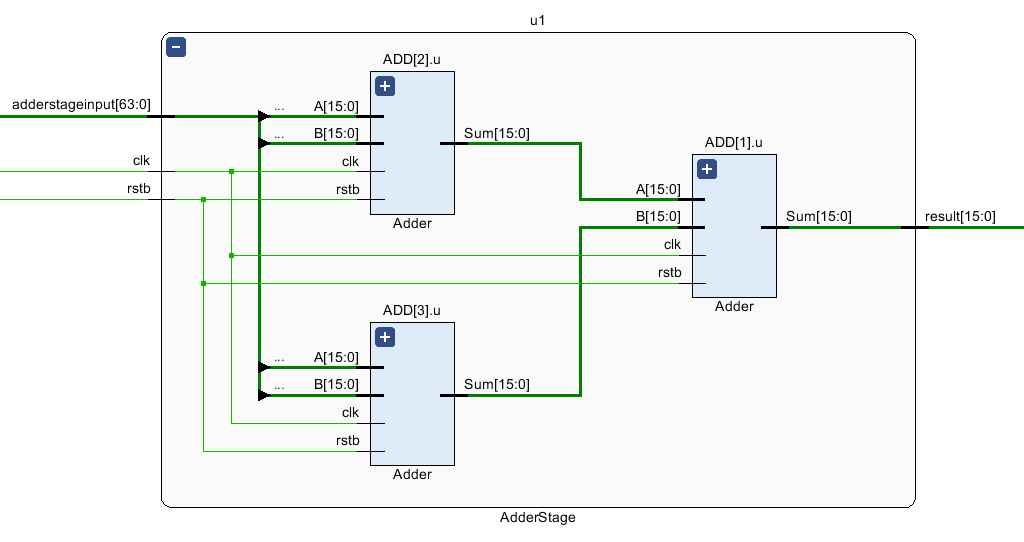 u1
ADD[2].u
adderstageinput[63:0]
... A[15:0]
... B[15:0]
Sum[15:0]
clk
clk
rstb
rstb
Adder
ADD[1].u
A[15:0]
B[15:0]
Sum[15:0]
result[15:0]
clk
rstb
Adder
ADD[3].u
... A[15:0]
... B[15:0]
Sum[15:0]
clk
rstb
Adder
AdderStage